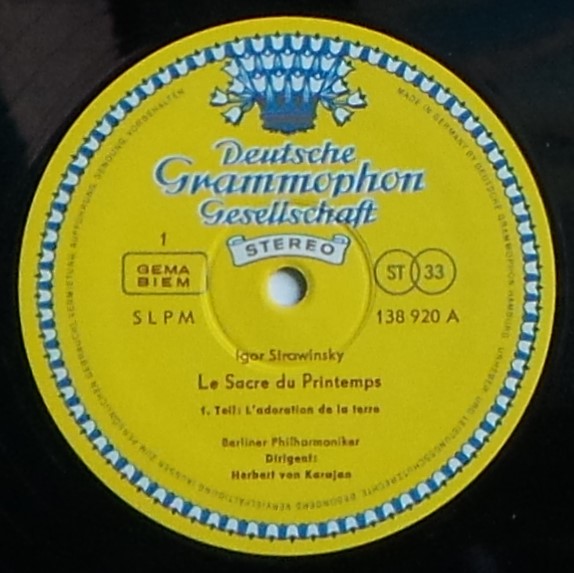 Deutsche
Grammophon
Gesellschaft
STEREO
1
GEMA
BIEM
ST 33
SLPM
138 920 A
Igor Strawinsky
Le Sacre du Printemps
1. Teil: L'adoration de la terre
Berliner Philharmoniker
Dirigent:
Herbert von Karajan
MADE IN GERMANY BY DEUTSCHE GRAMMOPHON HAMBURG